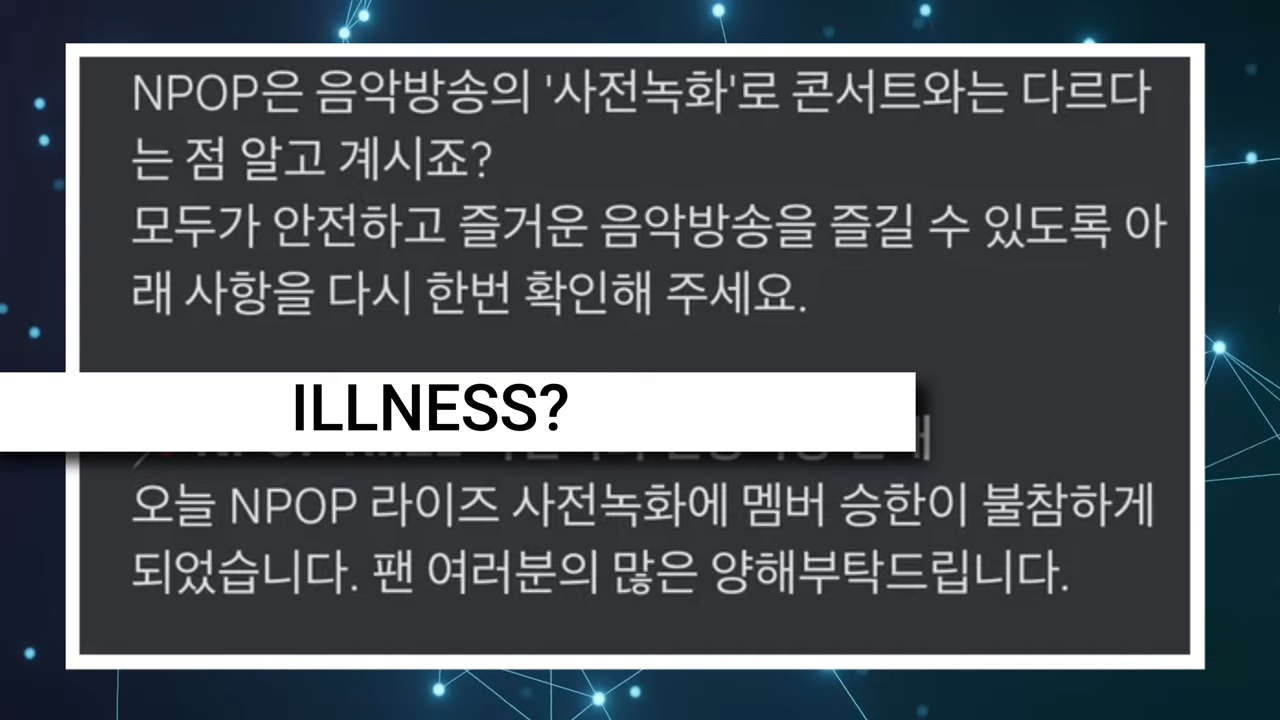 NPOP은 음악방송의 '사전녹화'로 콘서트와는 다르다
는 점 알고 계시죠?
모두가 안전하고 즐거운 음악방송을 즐길 수 있도록 아
래 사항을 다시 한번 확인해 주세요.
ILLNESS?
오늘 NPOP 라이즈 사전녹화에 멤버 승한이 불참하게
되었습니다. 팬 여러분의 많은 양해부탁드립니다.